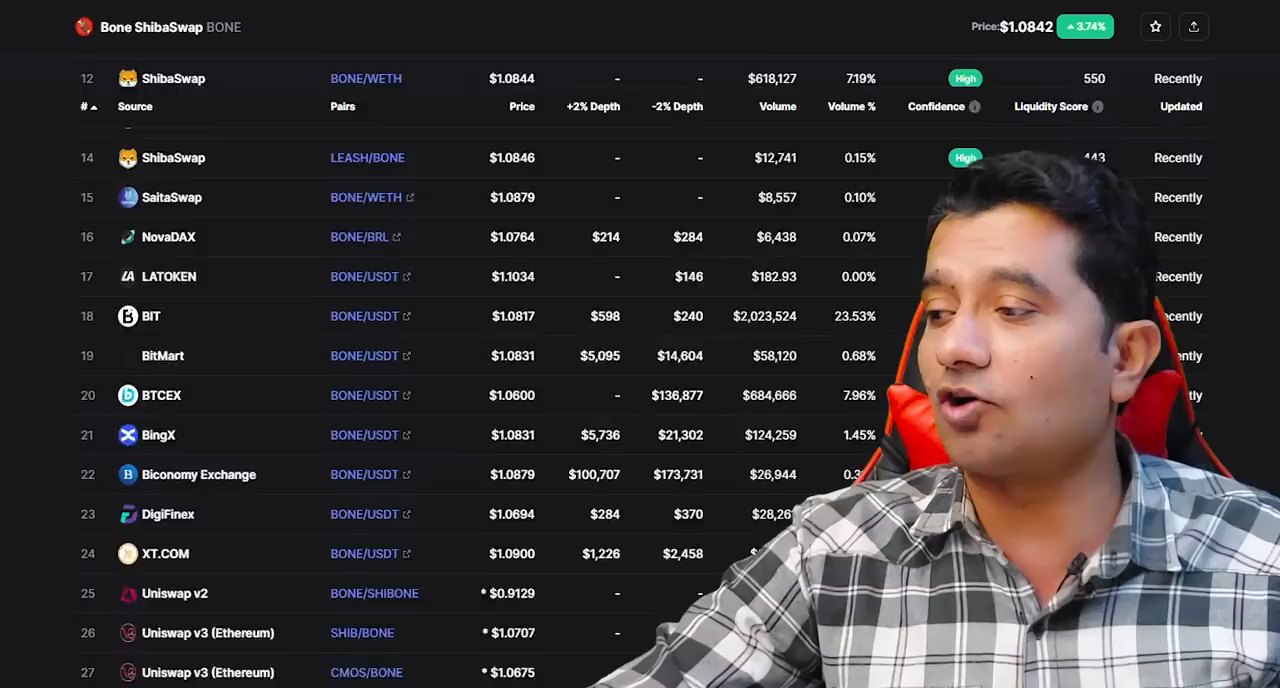 Bone ShibaSwap BONE Price:$1.0842 3.74%
12 ShibaSwap BONE/WETH $1.0844 - - $618,127 7.19% High 550 Recently
# Source Pairs Price +2% Depth -2% Depth Volume Volume % Confidence Liquidity Score Updated
14 ShibaSwap LEASH/BONE $1.0846 - - $12,741 0.15% High 443 Recently
15 SaitaSwap BONE/WETH $1.0879 - - $8,557 0.10% Recently
16 NovaDAX BONE/BRL $1.0764 $214 $284 $6,438 0.07% Recently
17 LATOKEN BONE/USDT $1.1034 - $146 $182.93 0.00% Recently
18 BIT BONE/USDT $1.0817 $598 $240 $2,023,524 23.53% ecently
19 BitMart BONE/USDT $1.0831 $5,095 $14,604 $58,120 0.68% ently
20 BTCEX BONE/USDT $1.0600 - $136,877 $684,666 7.96% tly
21 BingX BONE/USDT $1.0831 $5,736 $21,302 $124,259 1.45%
22 Biconomy Exchange BONE/USDT $1.0879 $100,707 $173,731 $26,944 0.3
23 DigiFinex BONE/USDT $1.0694 $284 $370 $28,26
24 XT.COM BONE/USDT $1.0900 $1,226 $2,458
25 Uniswap v2 BONE/SHIBONE * $0.9129 - -
26 Uniswap v3 (Ethereum) SHIB/BONE * $1.0707 -
27 Uniswap v3 (Ethereum) CMOS/BONE * $1.0675